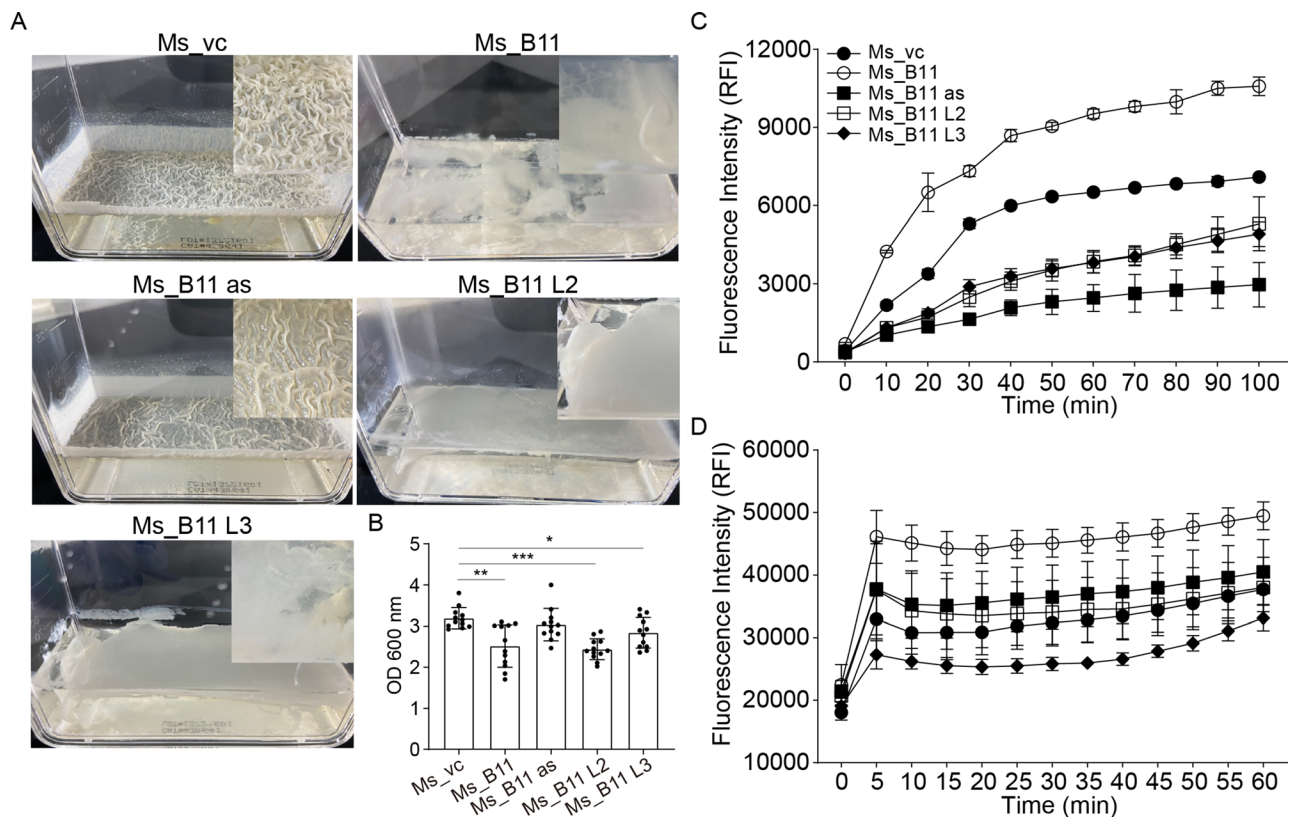 A
Ms_vc
Ms_B11
Ms_B11 as
Ms_B11 L2
Ms_B11 L3
B
*
***
**
OD 600 nm
5
4
3
2
1
0
Ms_vc
Ms_B11
Ms_B11 as
Ms_B11 L2
Ms_B11 L3
C
Fluorescence Intensity (RFI)
12000
9000
6000
3000
0
Ms_vc
Ms_B11
Ms_B11 as
Ms_B11 L2
Ms_B11 L3
0 10 20 30 40 50 60 70 80 90 100
Time (min)
D
Fluorescence Intensity (RFI)
60000
50000
40000
30000
20000
10000
0 5 10 15 20 25 30 35 40 45 50 55 60
Time (min)